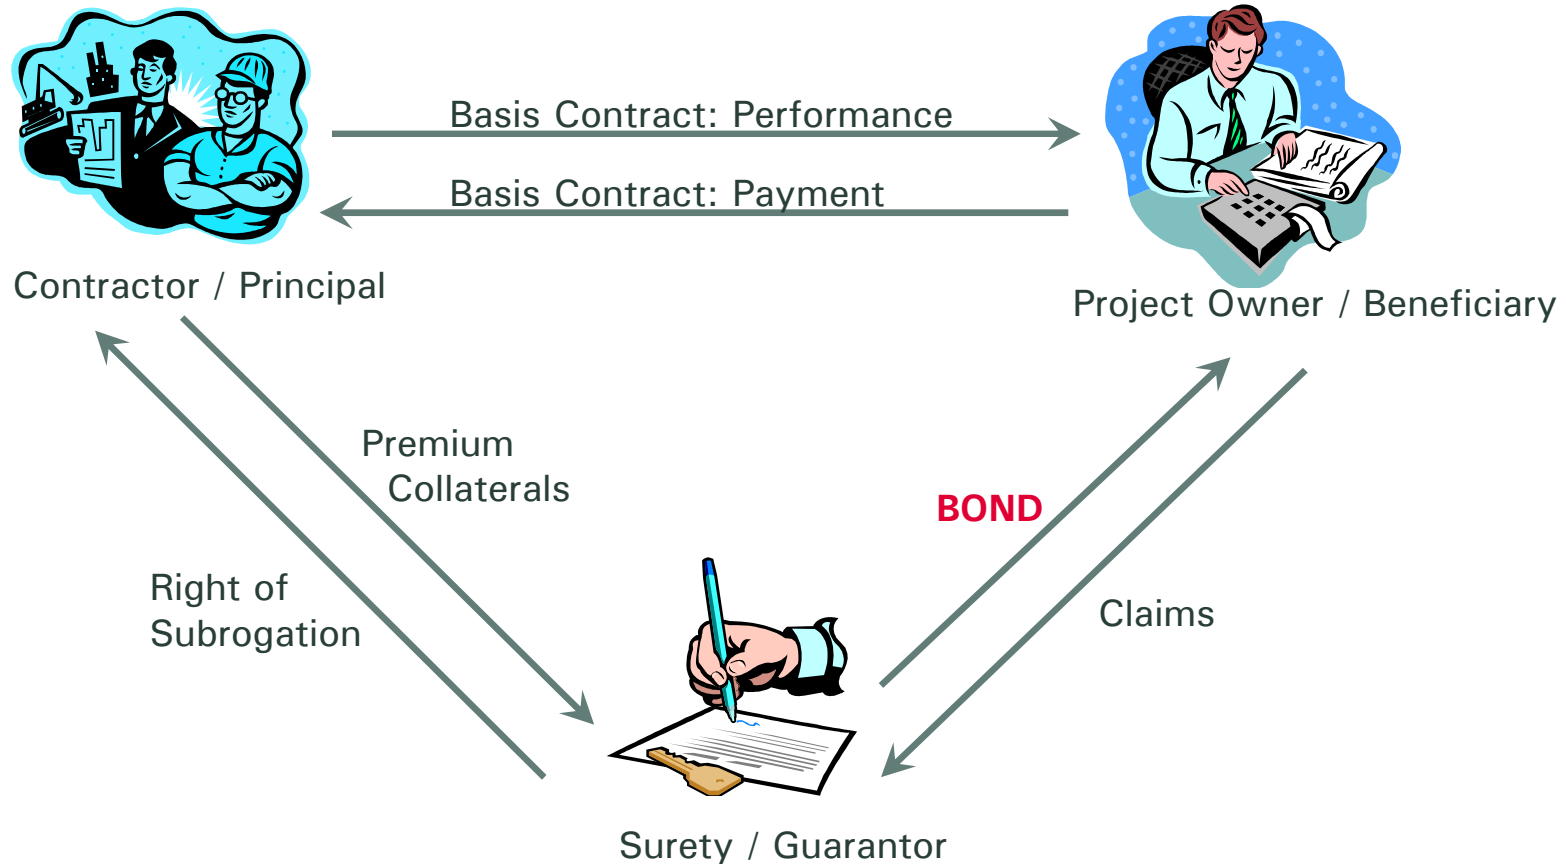 Basis Contract: Performance
Basis Contract: Payment
Contractor / Principal
Project Owner / Beneficiary
Premium
Collaterals
BOND
Right of
Subrogation
Claims
Surety / Guarantor